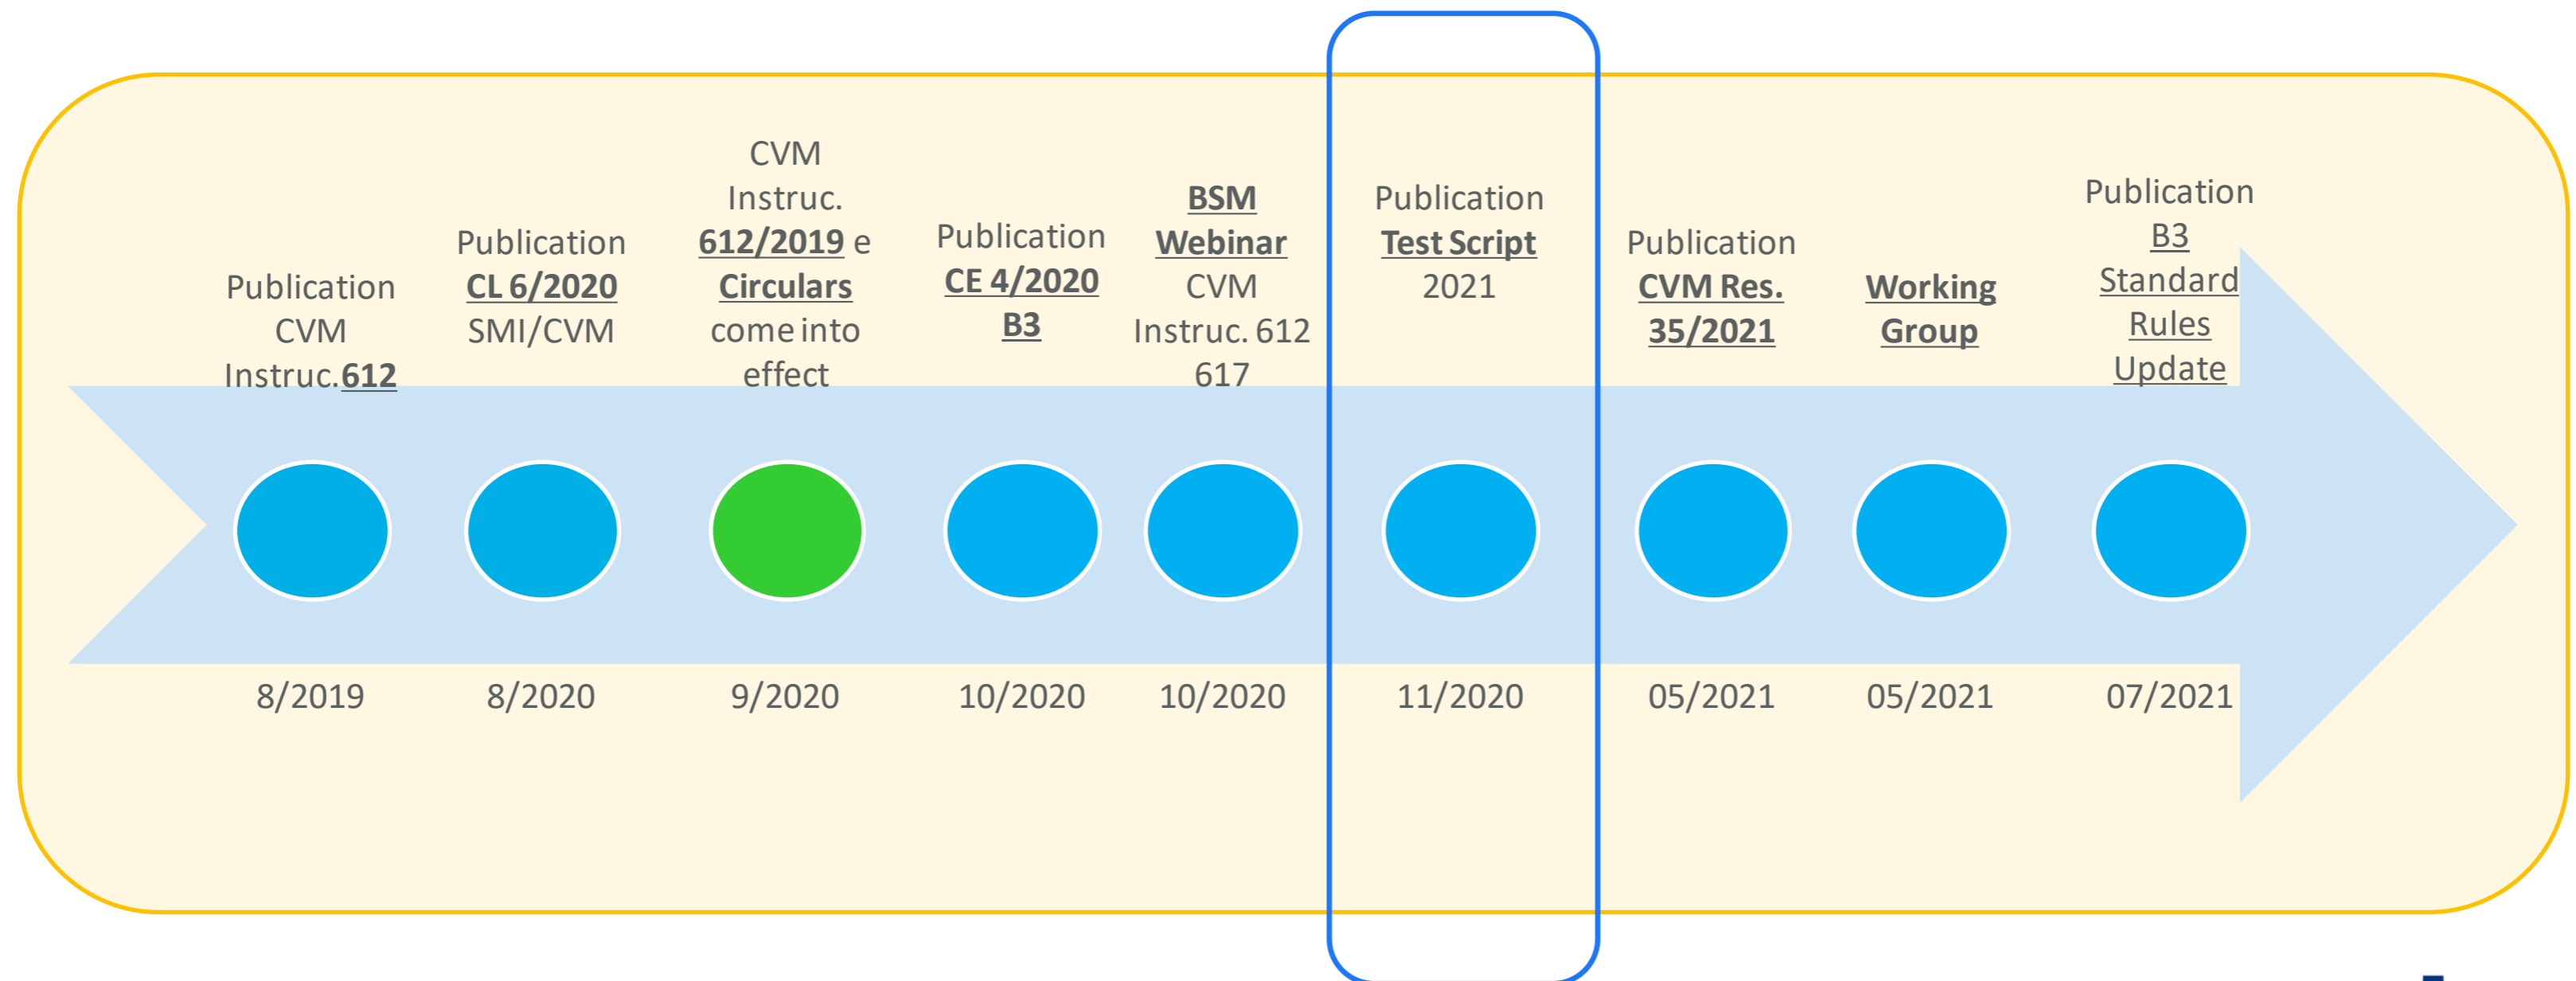 Publication
CVM
Instruc.612
Publication
CL 6/2020
SMI/CVM
CVM
Instruc.
612/2019 e
Circulars
come into
effect
Publication
CE 4/2020
B3
BSM
Webinar
CVM
Instruc. 612
617
Publication
Test Script
2021
Publication
CVM Res.
35/2021
Working
Group
Publication
B3
Standard
Rules
Update
8/2019
8/2020
9/2020
10/2020
10/2020
11/2020
05/2021
05/2021
07/2021